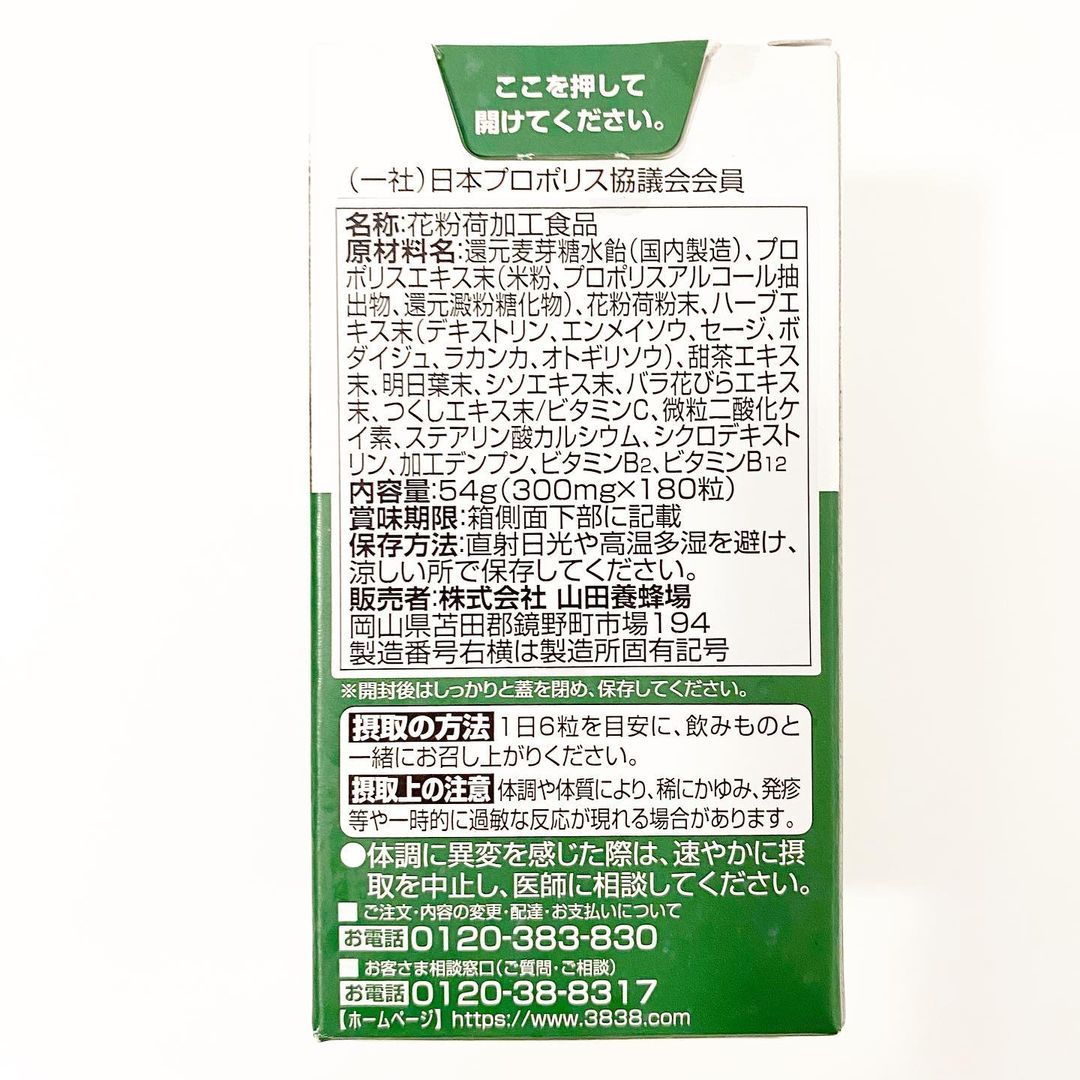 ここを押して
開けてください。
（一社）日本プロポリス協議会会員
名称:花粉荷加工食品
原材料名:還元麦芽糖水飴（国内製造）、プロ
ポリスエキス末（米粉、プロポリスアルコール抽
出物、還元澱粉糖化物）、花粉荷粉末、ハーブエ
キス末（デキストリン、エンメイソウ、セージ、ボ
ダイジュ、ラカンカ、オトギリソウ）、甜茶エキス
末、明日葉末、シソエキス末、バラ花びらエキス
末、つくしエキス末/ビタミンC、微粒二酸化ケ
イ素、ステアリン酸カルシウム、シクロデキスト
リン、加工デンプン、ビタミンB2、ビタミンB12
内容量:54g（300mg×180粒）
賞味期限:箱側面下部に記載
保存方法:直射日光や高温多湿を避け、
涼しい所で保存してください。
販売者:株式会社 山田養蜂場
岡山県苫田郡鏡野町市場194
製造番号右横は製造所固有記号
※開封後はしっかりと蓋を閉め、保存してください。
摂取の方法 1日6粒を目安に、飲みものと
一緒にお召し上がりください。
摂取上の注意 体調や体質により、稀にかゆみ、発疹
等や一時的に過敏な反応が現れる場合があります。
●体調に異変を感じた際は、速やかに摂
取を中止し、医師に相談してください。
■ ご注文・内容の変更・配達・お支払いについて
お電話 0120-383-830
■ お客さま相談窓口（ご質問・ご相談）
お電話 0120-38-8317
【ホームページ】 https://www.3838.com